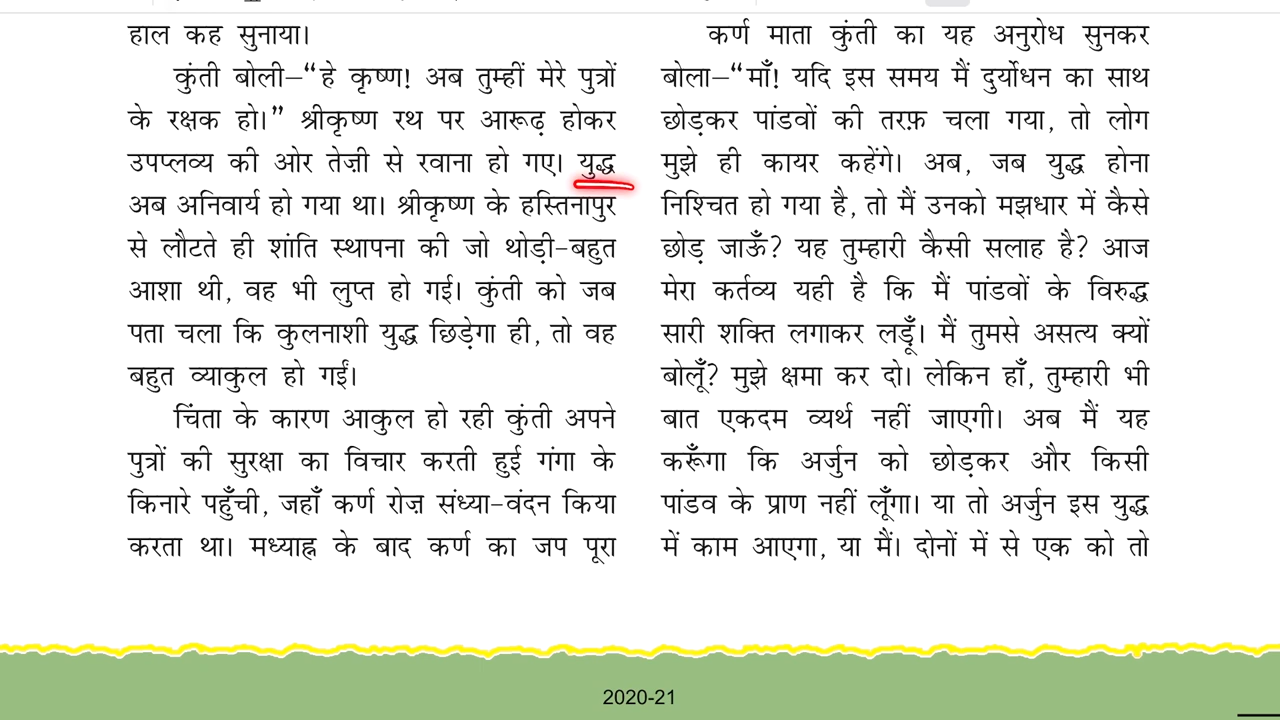 हाल कह सुनाया।
कुंती बोली–“हे कृष्ण! अब तुम्हीं मेरे पुत्रों
के रक्षक हो।” श्रीकृष्ण रथ पर आरूढ़ होकर
उपप्लव्य की ओर तेज़ी से रवाना हो गए। युद्ध
अब अनिवार्य हो गया था। श्रीकृष्ण के हस्तिनापुर
से लौटते ही शांति स्थापना की जो थोड़ी–बहुत
आशा थी, वह भी लुप्त हो गई। कुंती को जब
पता चला कि कुलनाशी युद्ध छिड़ेगा ही, तो वह
बहुत व्याकुल हो गईं।
चिंता के कारण आकुल हो रही कुंती अपने
पुत्रों की सुरक्षा का विचार करती हुई गंगा के
किनारे पहुँची, जहाँ कर्ण रोज़ संध्या–वंदन किया
करता था। मध्याह्न के बाद कर्ण का जप पूरा
कर्ण माता कुंती का यह अनुरोध सुनकर
बोला–“माँ! यदि इस समय मैं दुर्योधन का साथ
छोड़कर पांडवों की तरफ़ चला गया, तो लोग
मुझे ही कायर कहेंगे। अब, जब युद्ध होना
निश्चित हो गया है, तो मैं उनको मझधार में कैसे
छोड़ जाऊँ? यह तुम्हारी कैसी सलाह है? आज
मेरा कर्तव्य यही है कि मैं पांडवों के विरुद्ध
सारी शक्ति लगाकर लड़ूँ। मैं तुमसे असत्य क्यों
बोलूँ? मुझे क्षमा कर दो। लेकिन हाँ, तुम्हारी भी
बात एकदम व्यर्थ नहीं जाएगी। अब मैं यह
करूँगा कि अर्जुन को छोड़कर और किसी
पांडव के प्राण नहीं लूँगा। या तो अर्जुन इस युद्ध
में काम आएगा, या मैं। दोनों में से एक को तो
2020-21